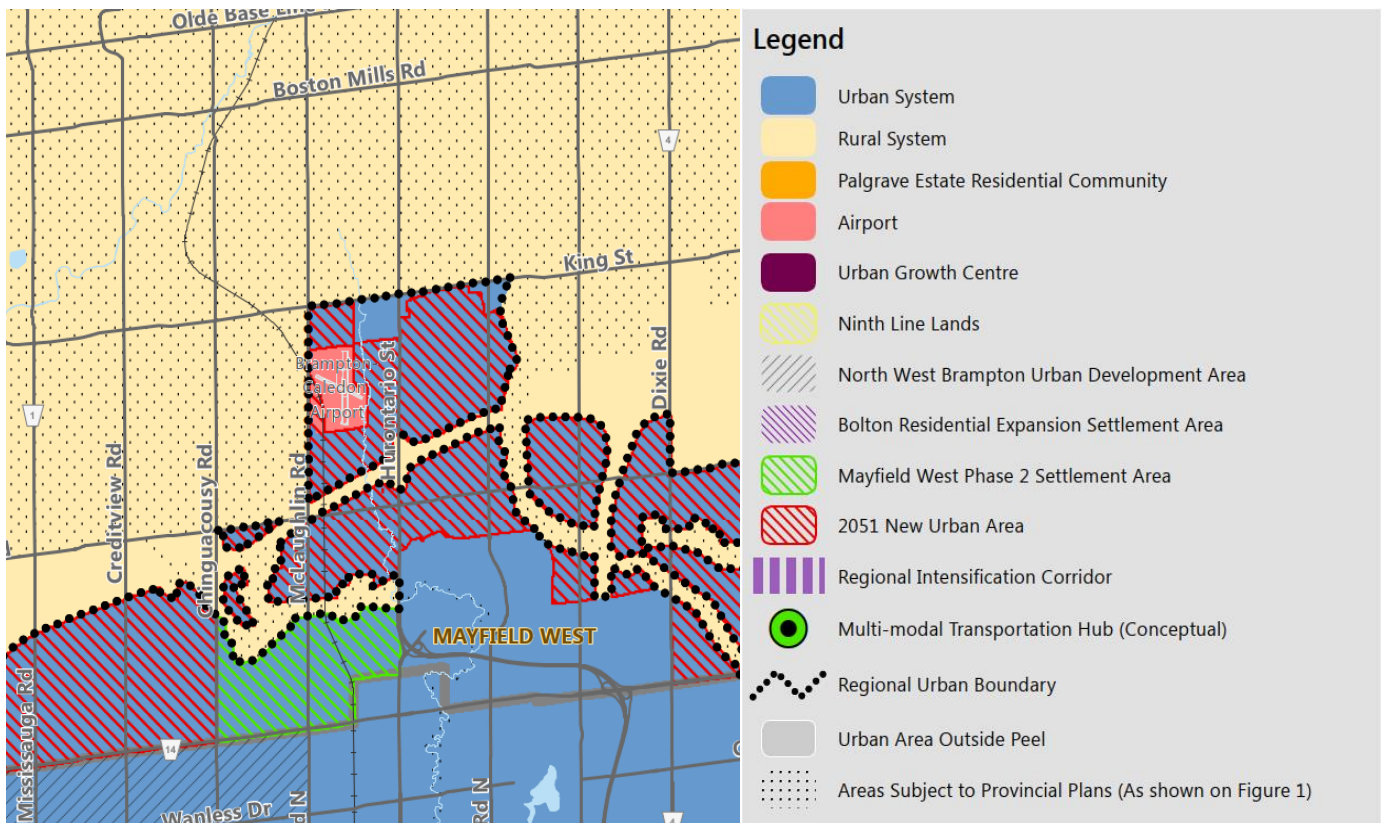 Olde Base Line
Boston Mills Rd
4
King St
Dixie Rd
Brampton-
Caledon
Airport
Hurontario St
1
Creditview Rd
Chinguacousy Rd
McLaughlin Rd
MAYFIELD WEST
Mississauga Rd
14
Wanless Dr
d N
Rd N
4
Legend
Urban System
Rural System
Palgrave Estate Residential Community
Airport
Urban Growth Centre
Ninth Line Lands
North West Brampton Urban Development Area
Bolton Residential Expansion Settlement Area
Mayfield West Phase 2 Settlement Area
2051 New Urban Area
Regional Intensification Corridor
Multi-modal Transportation Hub (Conceptual)
Regional Urban Boundary
Urban Area Outside Peel
Areas Subject to Provincial Plans (As shown on Figure 1)